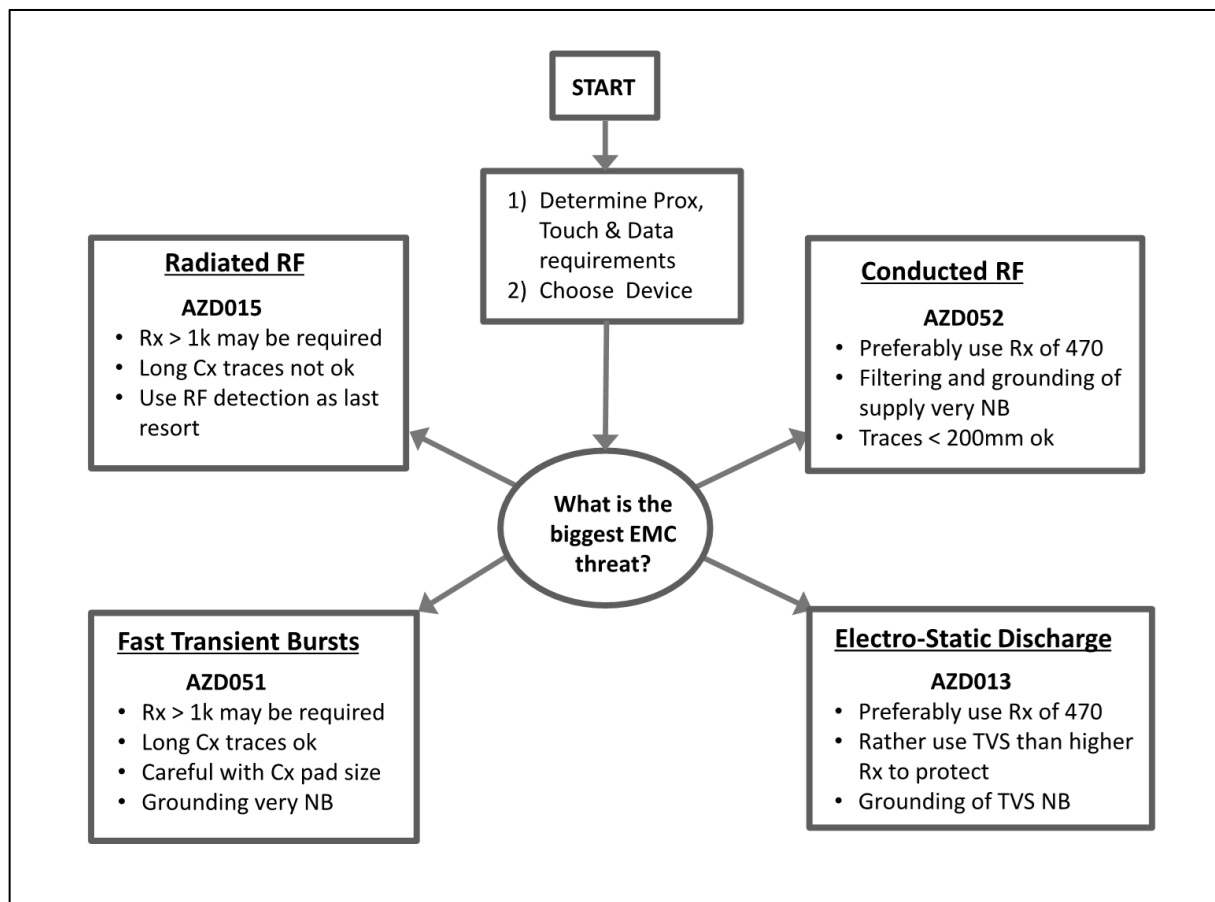 START
1) Determine Prox,
Touch & Data
requirements
2) Choose Device
Radiated RF
AZD015
• Rx > 1k may be required
• Long Cx traces not ok
• Use RF detection as last
resort
Conducted RF
AZD052
• Preferably use Rx of 470
• Filtering and grounding of
supply very NB
• Traces < 200mm ok
What is the
biggest EMC
threat?
Fast Transient Bursts
AZD051
• Rx > 1k may be required
• Long Cx traces ok
• Careful with Cx pad size
• Grounding very NB
Electro-Static Discharge
AZD013
• Preferably use Rx of 470
• Rather use TVS than higher
Rx to protect
• Grounding of TVS NB